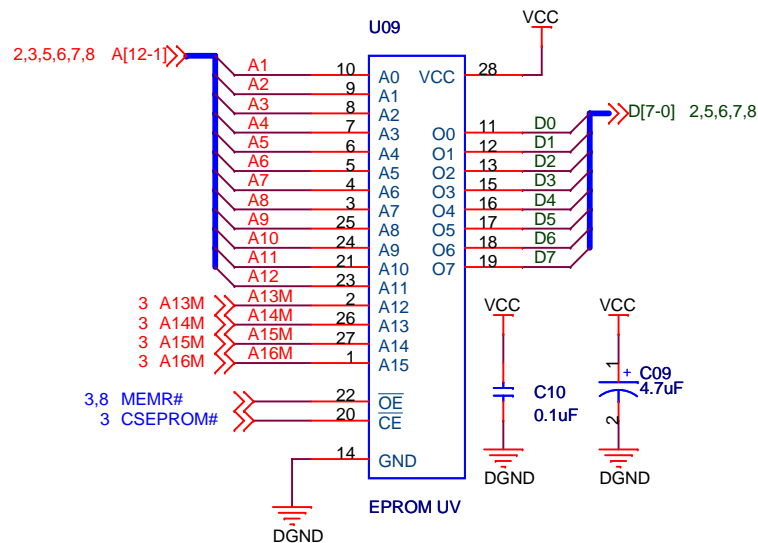 U09
VCC
2,3,5,6,7,8 A[12-1]
A1 10 A0 VCC 28
A2 9 A1
A3 8 A2
D[7-0] 2,5,6,7,8
A4 7 A3 O0 11 D0
A5 6 A4 O1 12 D1
A6 5 A5 O2 13 D2
A7 4 A6 O3 15 D3
A8 3 A7 O4 16 D4
A9 25 A8 O5 17 D5
A10 24 A9 O6 18 D6
A11 21 A10 O7 19 D7
A12 23 A11
3 A13M A13M 2 A12
3 A14M A14M 26 A13
3 A15M A15M 27 A14
3 A16M A16M 1 A15
VCC VCC
3,8 MEMR# 22 OE
3 CSEPROM# 20 CE
14 GND
C10
0.1uF
1 + C09
4.7uF
2
DGND DGND
EPROM UV
DGND